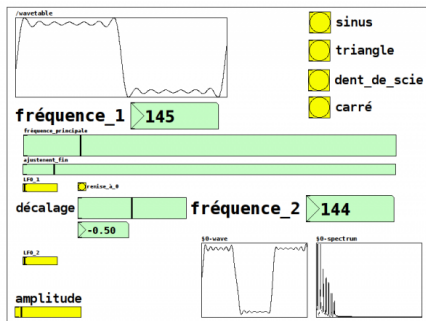 /wavetable
sinus
triangle
dent_de_scie
carré
fréquence_1
145
fréquence_principale
ajustement_fin
LFO_1
remise_à_0
décalage
fréquence_2
144
-0.50
LFO_2
$0-wave
$0-spectrum
amplitude